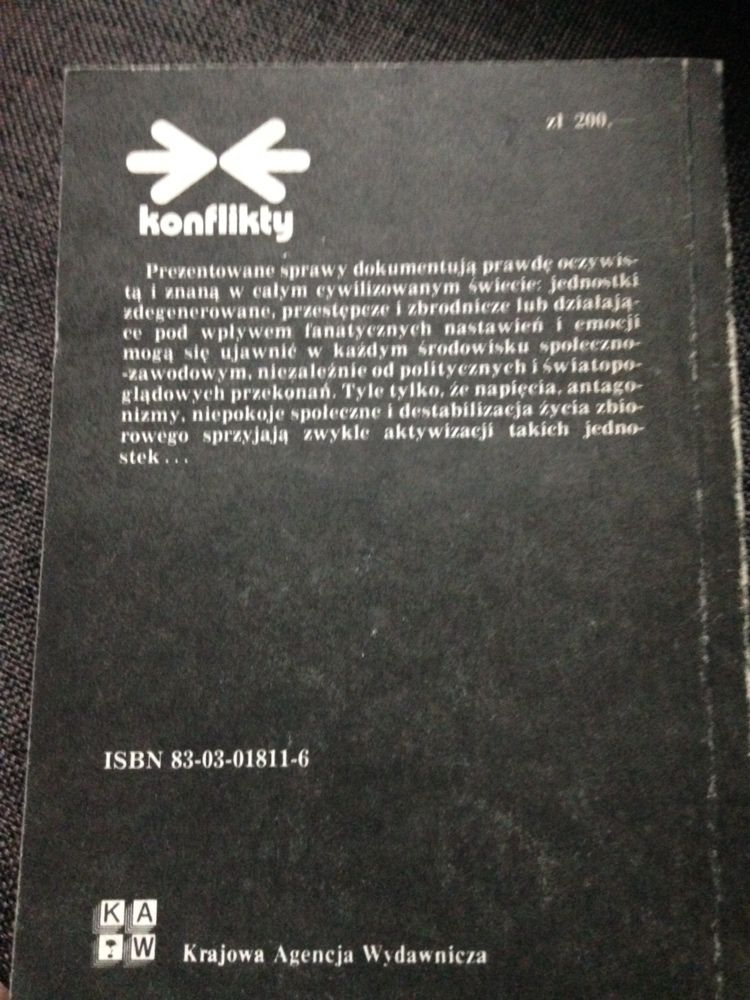 zł 200,—
konflikty
Prezentowane sprawy dokumentują prawdę oczywis-
tą i znaną w całym cywilizowanym świecie: jednostki
zdegenerowane, przestępcze i zbrodnicze lub działają-
ce pod wpływem fanatycznych nastawień i emocji
mogą się ujawnić w każdym środowisku społeczno-
-zawodowym, niezależnie od politycznych i światopo-
glądowych przekonań. Tyle tylko, że napięcia, antago-
nizmy, niepokoje społeczne i destabilizacja życia zbio-
rowego sprzyjają zwykle aktywizacji takich jedno-
stek...
ISBN 83-03-01811-6
KA
W
Krajowa Agencja Wydawnicza